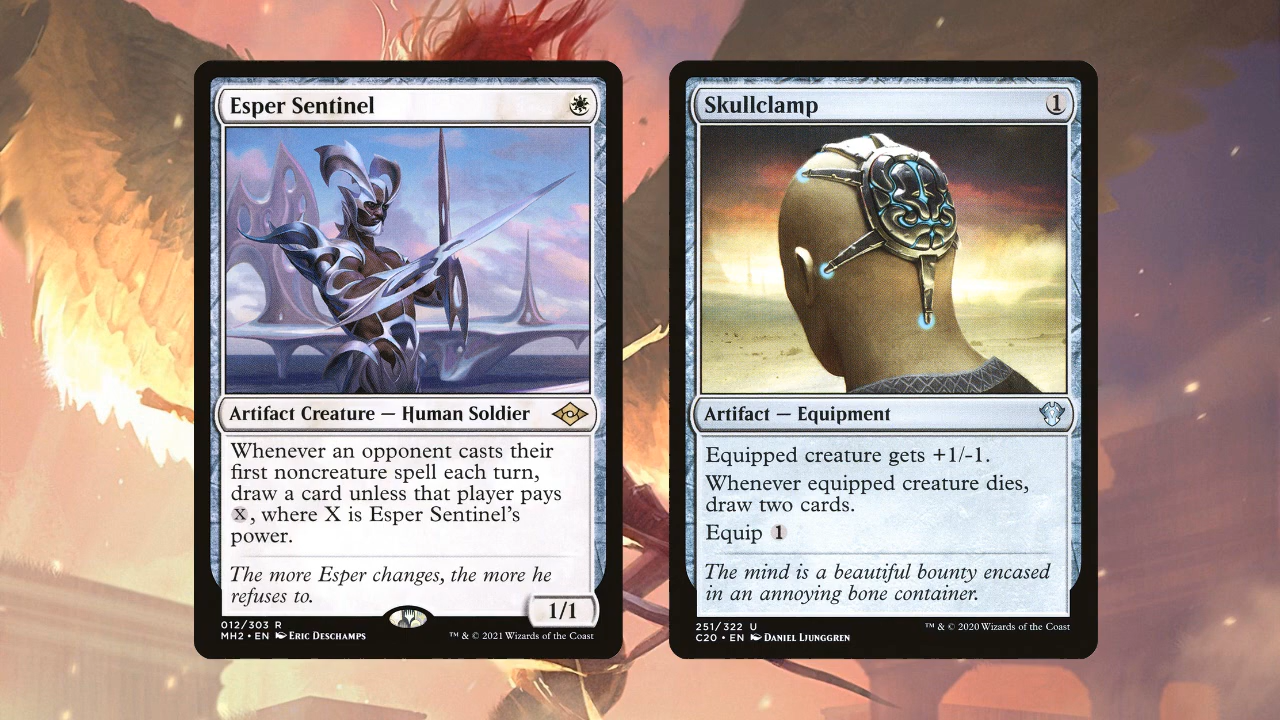 Esper Sentinel
Artifact Creature — Human Soldier
Whenever an opponent casts their
first noncreature spell each turn,
draw a card unless that player pays
X, where X is Esper Sentinel's
power.
The more Esper changes, the more he
refuses to.
1/1
012/303 R
MH2 • EN Eric Deschamps
™ & © 2021 Wizards of the Coast
Skullclamp
1
Artifact — Equipment
Equipped creature gets +1/-1.
Whenever equipped creature dies,
draw two cards.
Equip 1
The mind is a beautiful bounty encased
in an annoying bone container.
251/322 U
C20 • EN Daniel Ljunggren
™ & © 2020 Wizards of the Coast